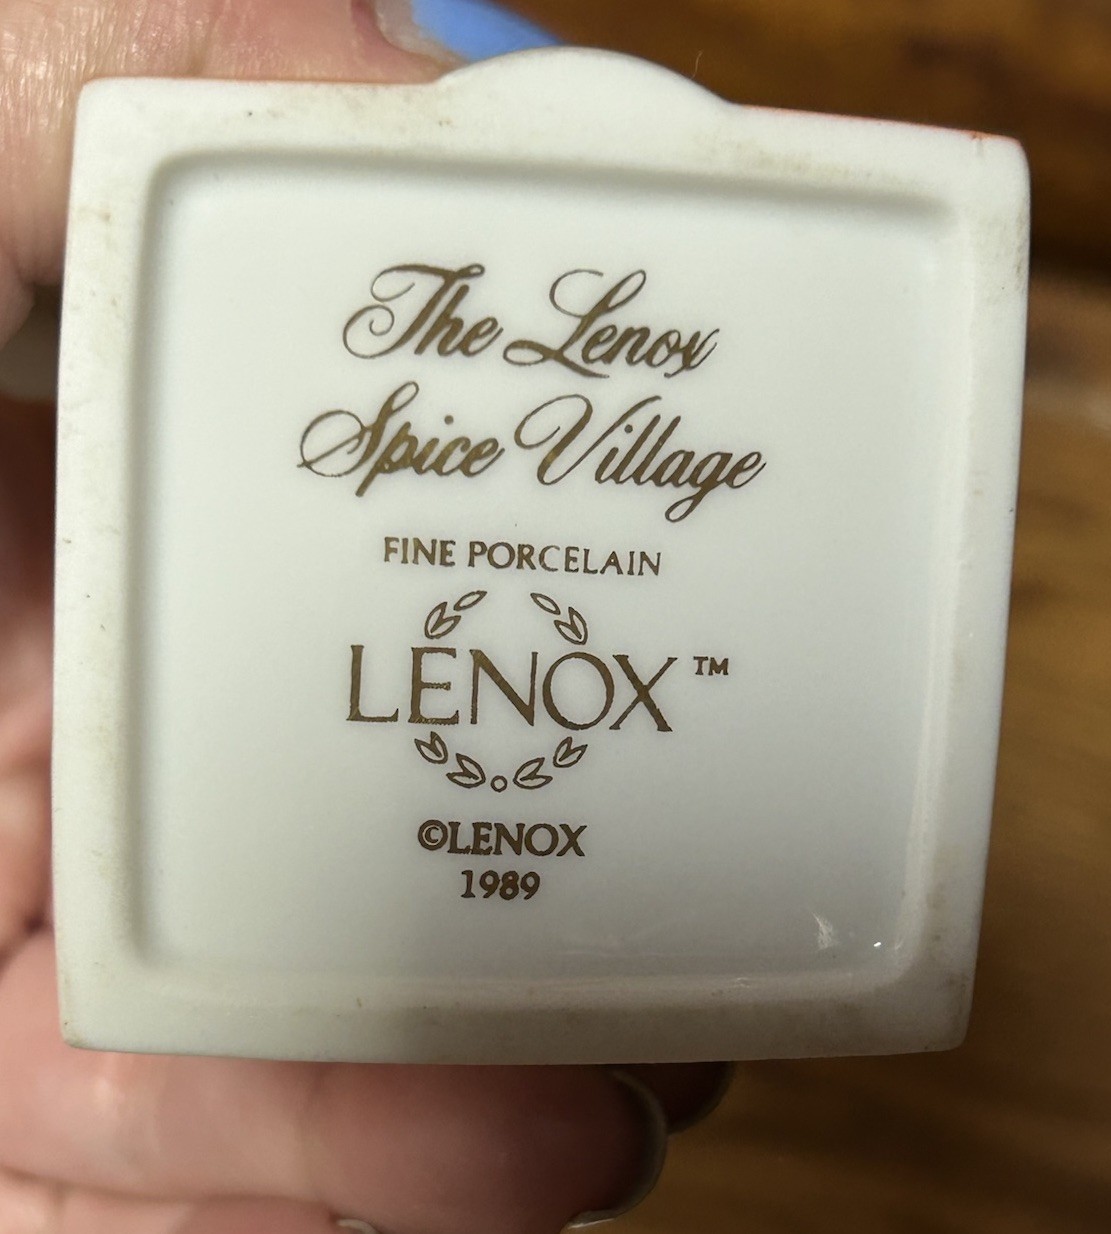 The Lenox
Spice Village
FINE PORCELAIN
LENOX™
©LENOX
1989